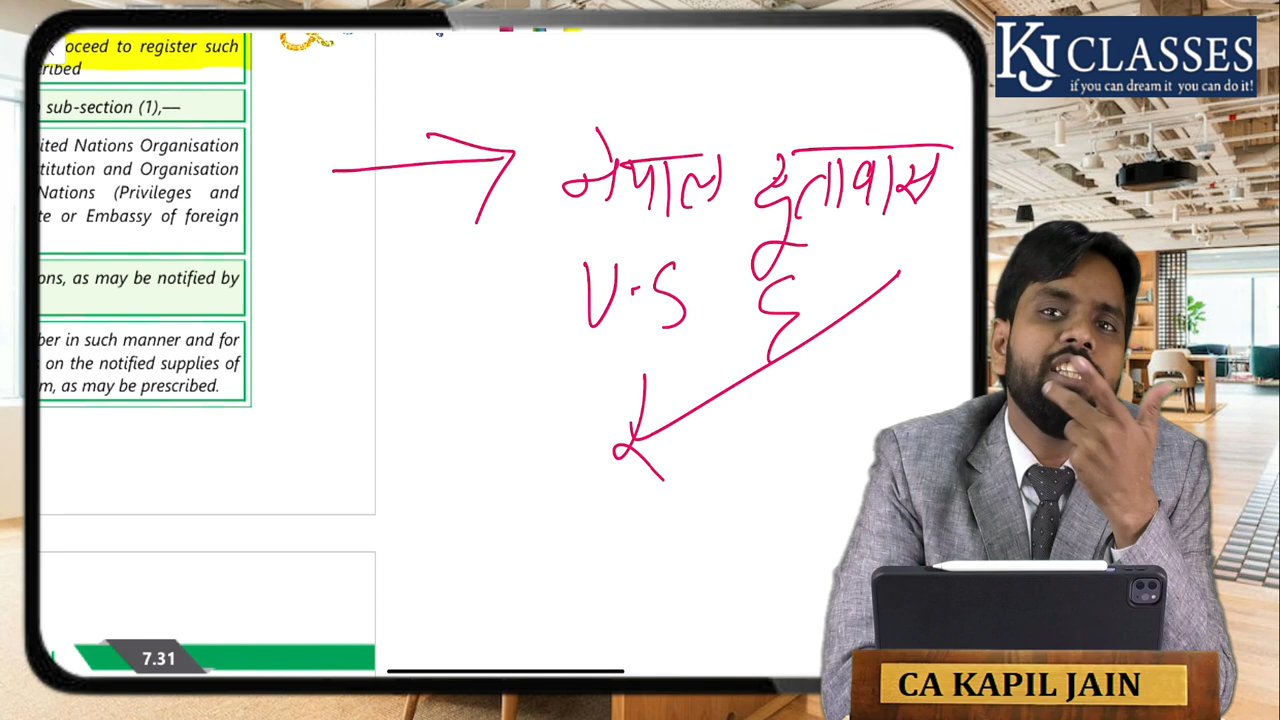 oceed to register such
ribed
sub-section (1),—
ited Nations Organisation
titution and Organisation
Nations (Privileges and
te or Embassy of foreign
ons, as may be notified by
ber in such manner and for
on the notified supplies of
m, as may be prescribed.
7.31
नेपाल दूतावास
U.S
KJ CLASSES
if you can dream it you can do it!
CA KAPIL JAIN